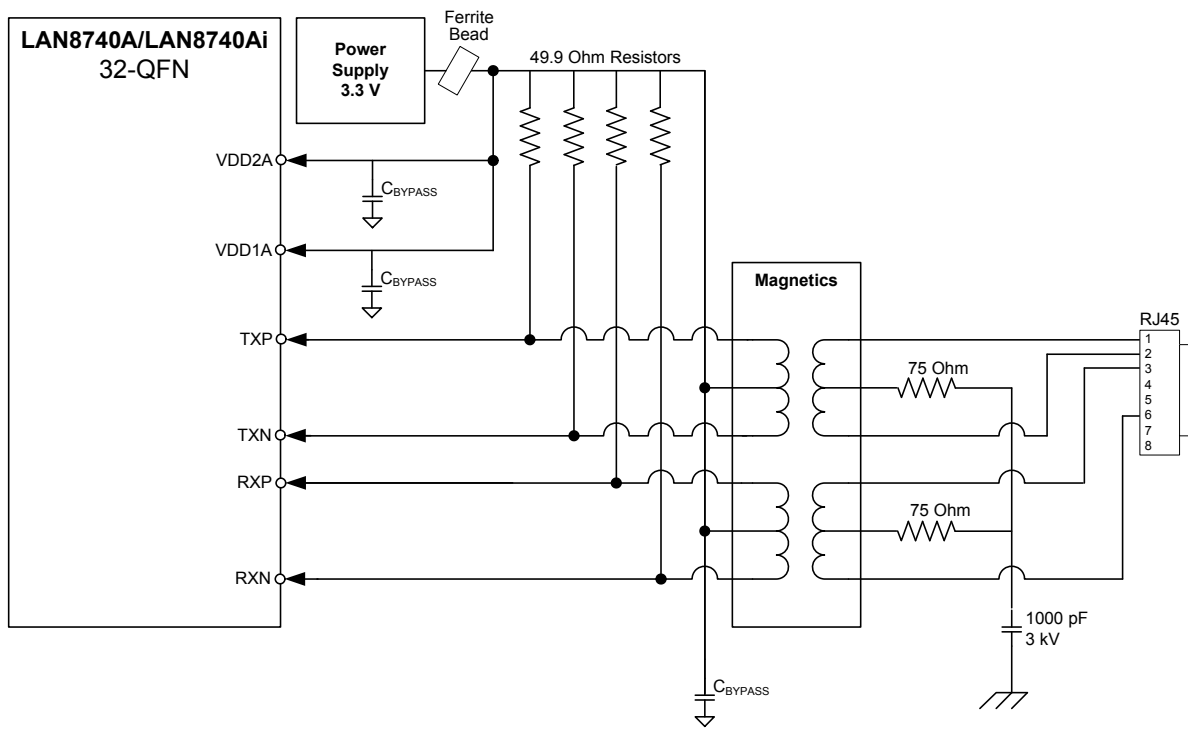 LAN8740A/LAN8740Ai
32-QFN
Power
Supply
3.3 V
Ferrite
Bead
49.9 Ohm Resistors
VDD2A
CBYPASS
VDD1A
CBYPASS
TXP
TXN
RXP
RXN
Magnetics
75 Ohm
75 Ohm
RJ45
1
2
3
4
5
6
7
8
1000 pF
3 kV
CBYPASS